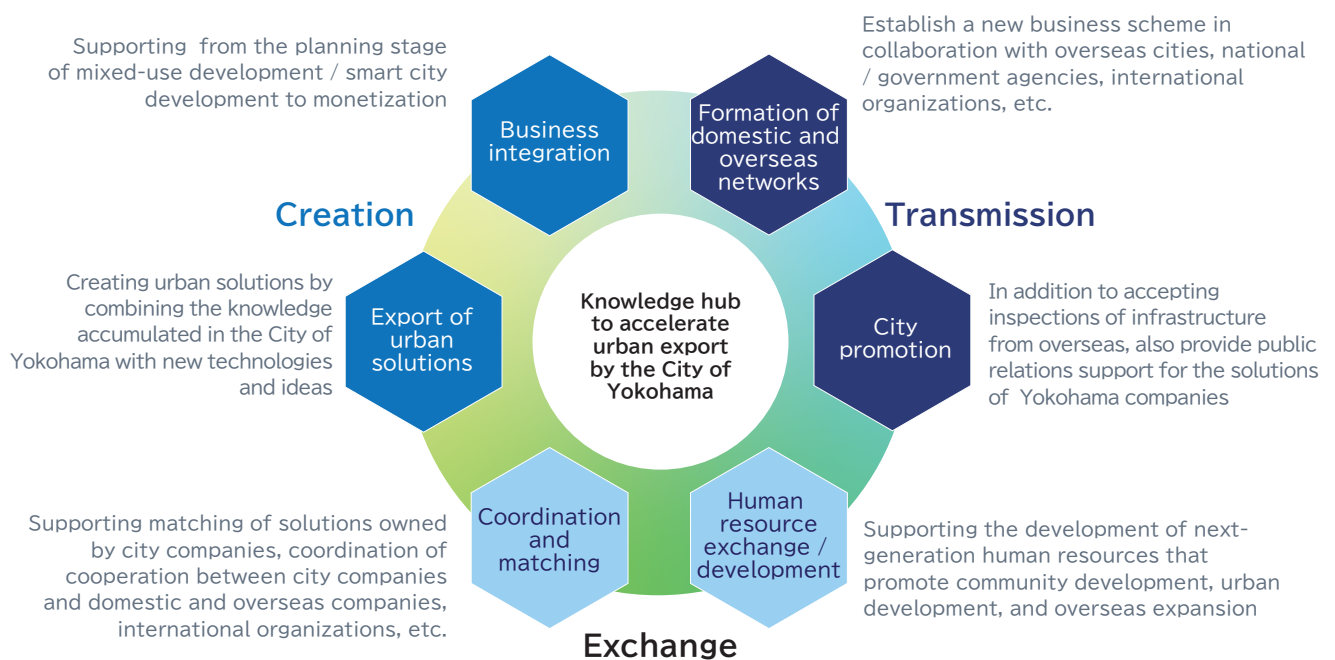 Supporting from the planning stage
of mixed-use development / smart city
development to monetization
Business
integration
Formation of
domestic and
overseas
networks
Establish a new business scheme in
collaboration with overseas cities, national
/ government agencies, international
organizations, etc.
Creation
Transmission
Creating urban solutions by
combining the knowledge
accumulated in the City of
Yokohama with new technologies
and ideas
Export of
urban
solutions
Knowledge hub
to accelerate
urban export
by the City of
Yokohama
City
promotion
In addition to accepting
inspections of infrastructure
from overseas, also provide public
relations support for the solutions
of Yokohama companies
Supporting matching of solutions owned
by city companies, coordination of
cooperation between city companies
and domestic and overseas companies,
international organizations, etc.
Coordination
and
matching
Human
resource
exchange /
development
Supporting the development of next-
generation human resources that
promote community development, urban
development, and overseas expansion
Exchange